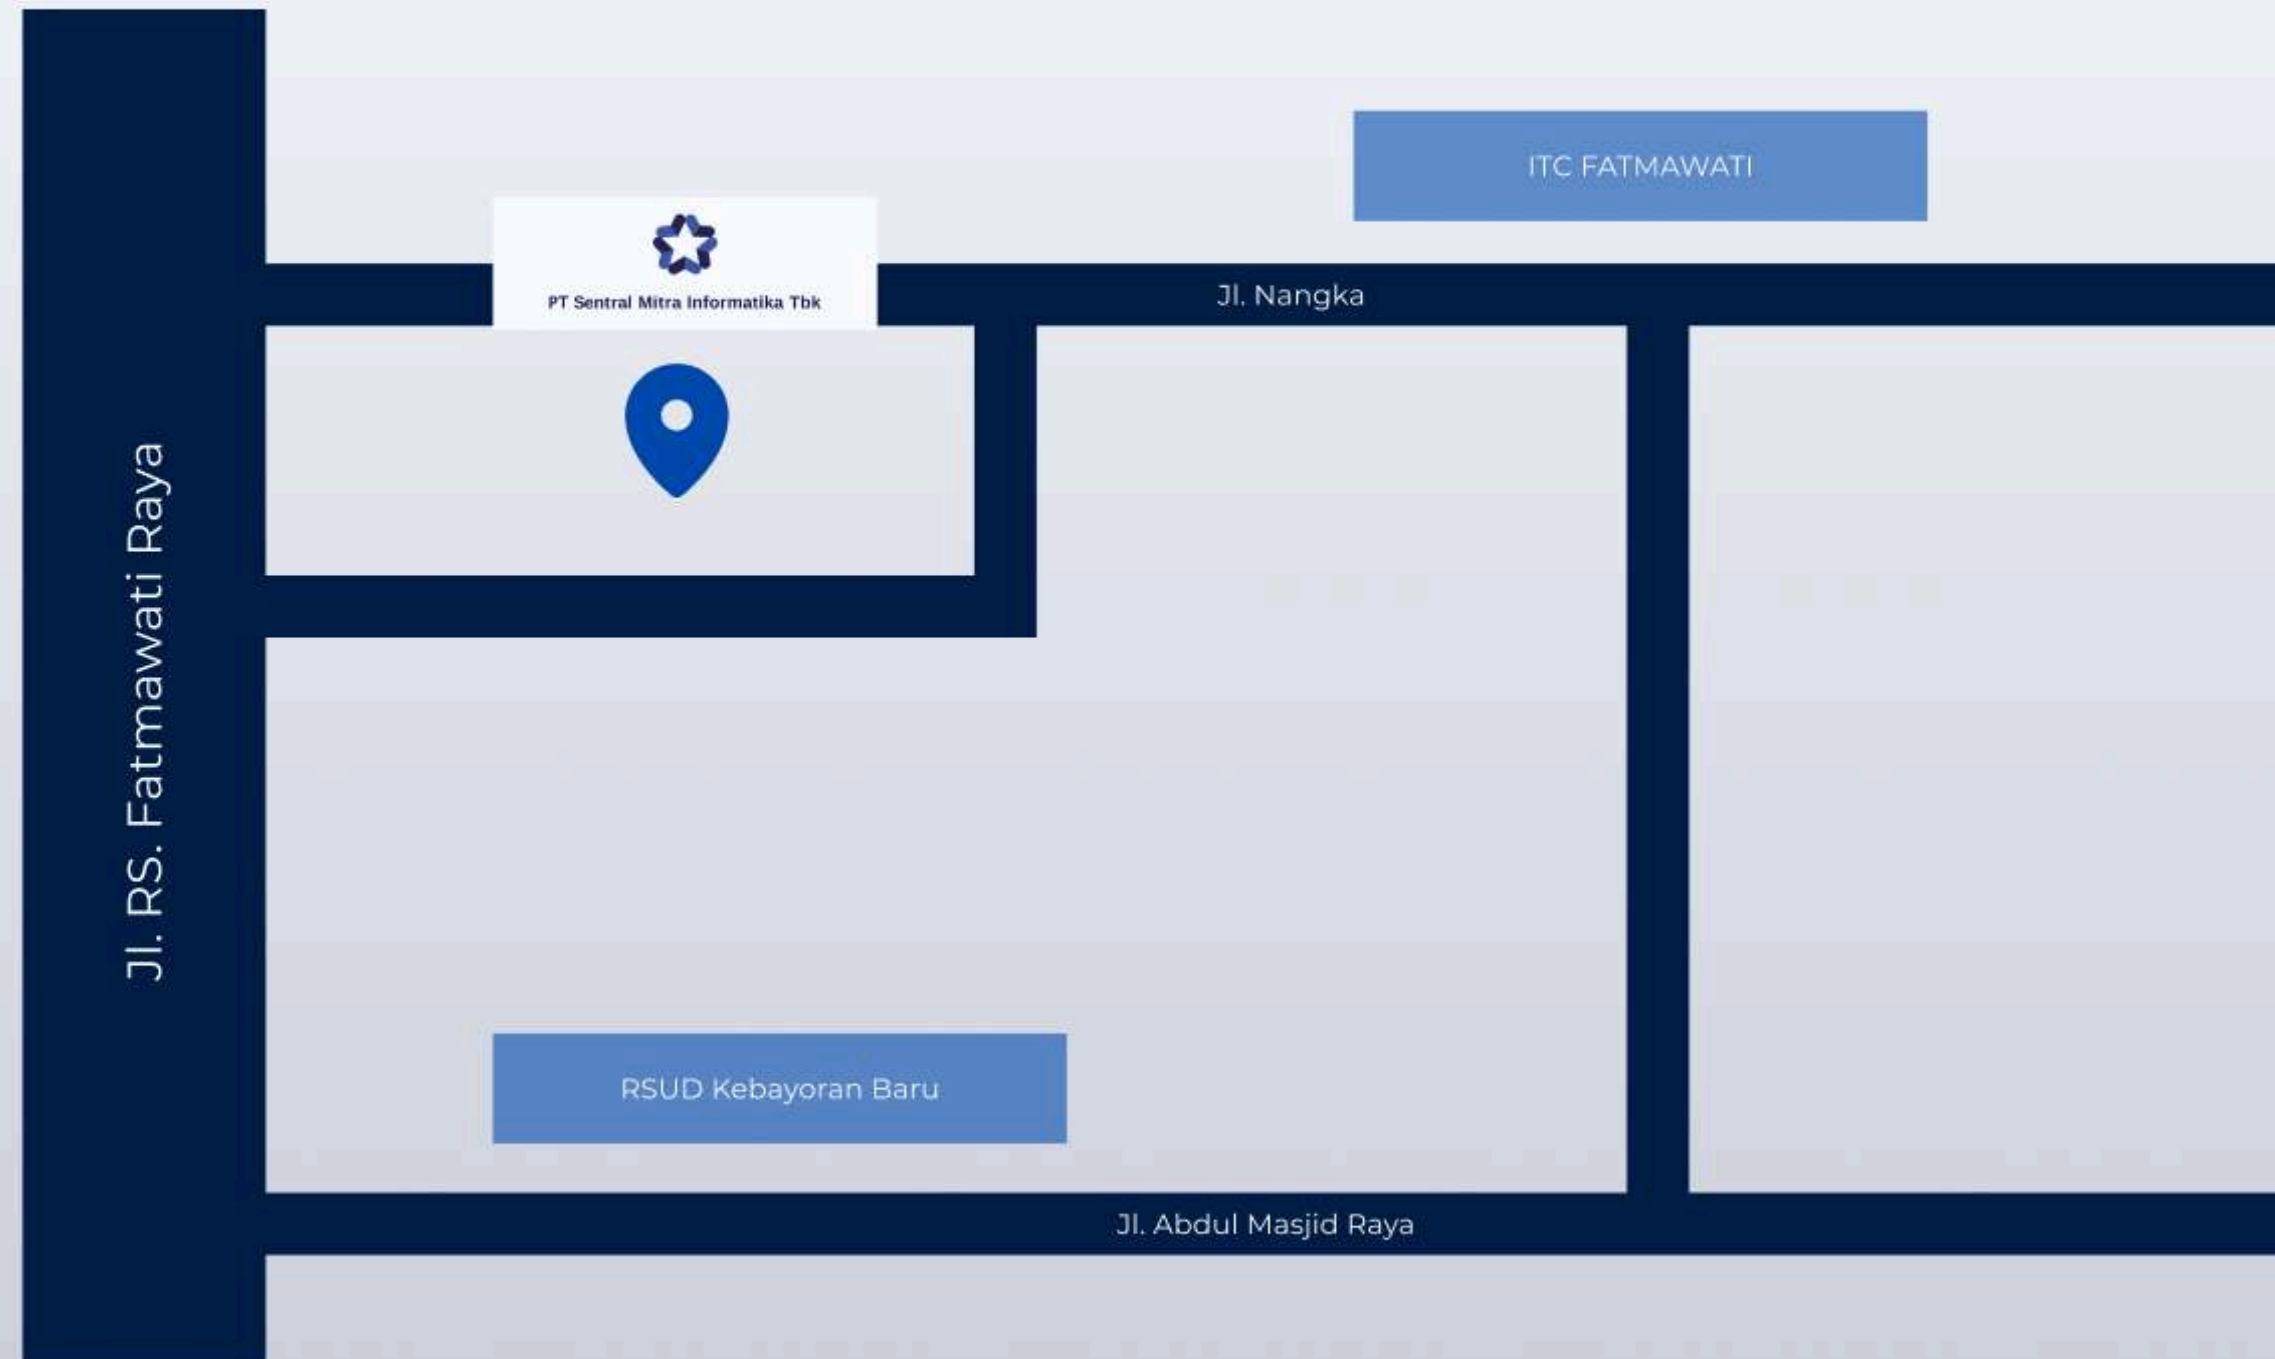 ITC FATMAWATI
PT Sentral Mitra Informatika Tbk
Jl. Nangka
Jl. RS. Fatmawati Raya
RSUD Kebayoran Baru
Jl. Abdul Masjid Raya